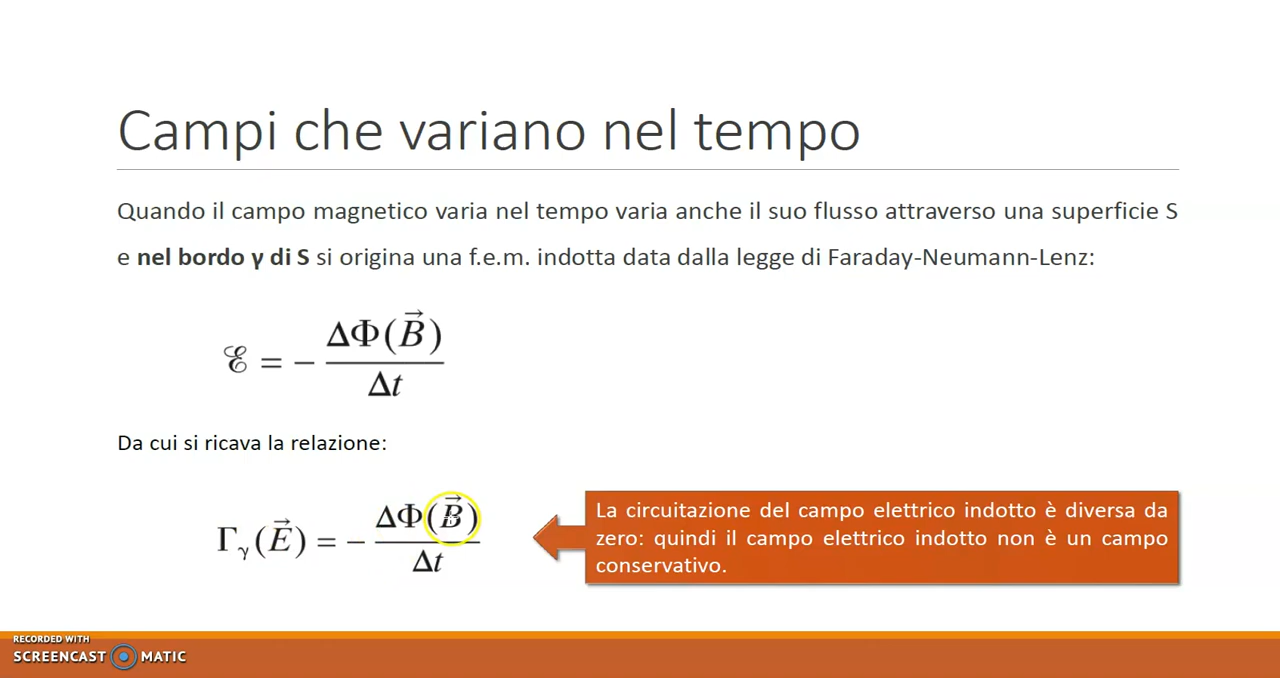 Campi che variano nel tempo
Quando il campo magnetico varia nel tempo varia anche il suo flusso attraverso una superficie S
e nel bordo γ di S si origina una f.e.m. indotta data dalla legge di Faraday-Neumann-Lenz:
ℰ = − ΔΦ(B⃗) / Δt
Da cui si ricava la relazione:
Γγ(E⃗) = − ΔΦ(B⃗) / Δt
La circuitazione del campo elettrico indotto è diversa da
zero: quindi il campo elettrico indotto non è un campo
conservativo.
RECORDED WITH
SCREENCAST MATIC